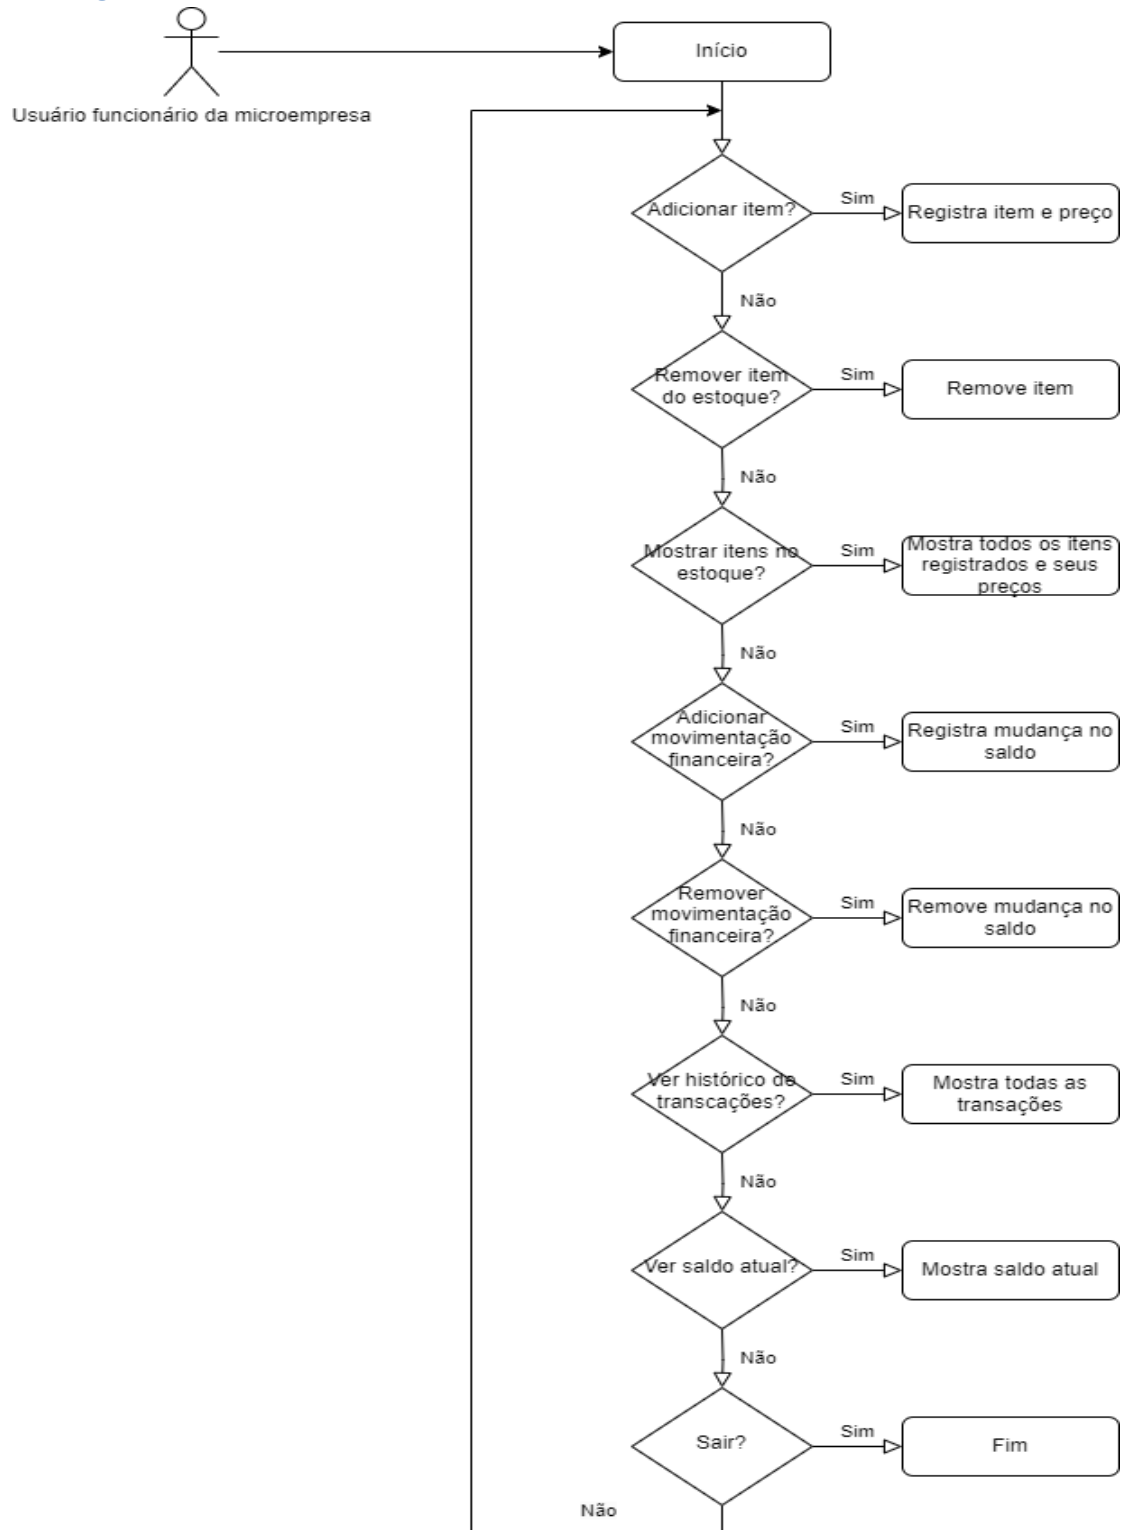 Início
Usuário funcionário da microempresa
Adicionar item?
Sim
Registra item e preço
Não
Remover item
do estoque?
Sim
Remove item
Não
Mostrar itens no
estoque?
Sim
Mostra todos os itens
registrados e seus
preços
Não
Adicionar
movimentação
financeira?
Sim
Registra mudança no
saldo
Não
Remover
movimentação
financeira?
Sim
Remove mudança no
saldo
Não
Ver histórico de
transcações?
Sim
Mostra todas as
transações
Não
Ver saldo atual?
Sim
Mostra saldo atual
Não
Sair?
Sim
Fim
Não